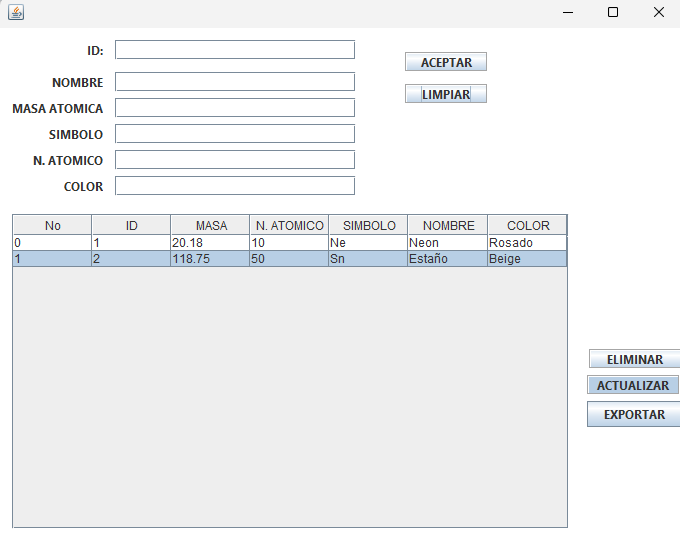 ID:
ACEPTAR
NOMBRE
LIMPIAR
MASA ATOMICA
SIMBOLO
N. ATOMICO
COLOR
No ID MASA N. ATOMICO SIMBOLO NOMBRE COLOR
0 1 20.18 10 Ne Neon Rosado
1 2 118.75 50 Sn Estaño Beige
ELIMINAR
ACTUALIZAR
EXPORTAR